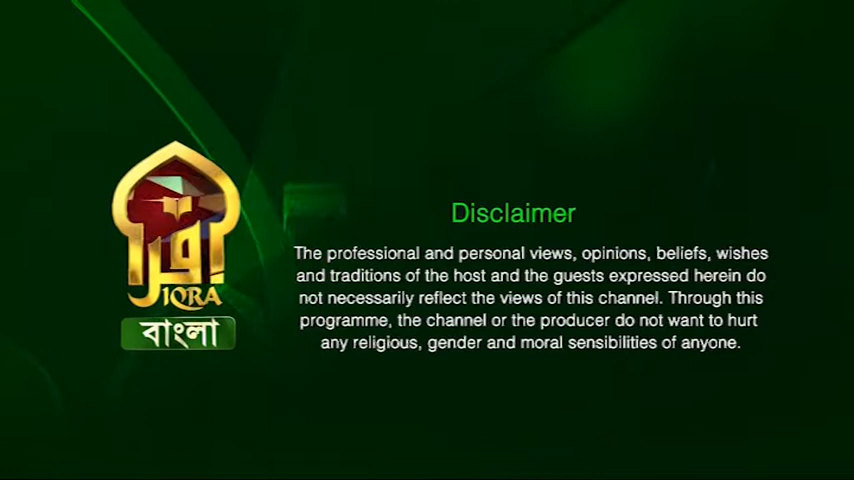 اقرأ
IQRA
বাংলা
Disclaimer
The professional and personal views, opinions, beliefs, wishes
and traditions of the host and the guests expressed herein do
not necessarily reflect the views of this channel. Through this
programme, the channel or the producer do not want to hurt
any religious, gender and moral sensibilities of anyone.